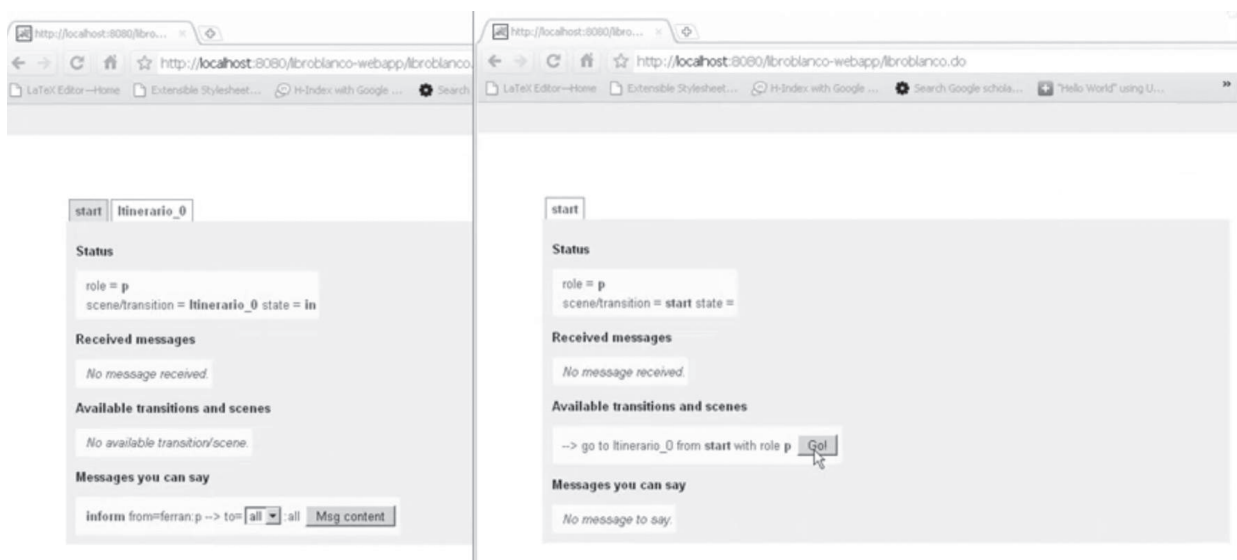 http://localhost:8080/libro...
http://localhost:8080/libroblanco-webapp/libroblanco.
LaTeX Editor—Home Extensible Stylesheet... H-Index with Google ... Search
start Itinerario_0
Status
role = p
scene/transition = Itinerario_0 state = in
Received messages
No message received.
Available transitions and scenes
No available transition/scene.
Messages you can say
inform from=ferran:p --> to= all :all Msg content
http://localhost:8080/libro...
http://localhost:8080/libroblanco-webapp/libroblanco.do
LaTeX Editor—Home Extensible Stylesheet... H-Index with Google ... Search Google schola... "Hello World" using U... »
start
Status
role = p
scene/transition = start state =
Received messages
No message received.
Available transitions and scenes
--> go to Itinerario_0 from start with role p Go!
Messages you can say
No message to say.